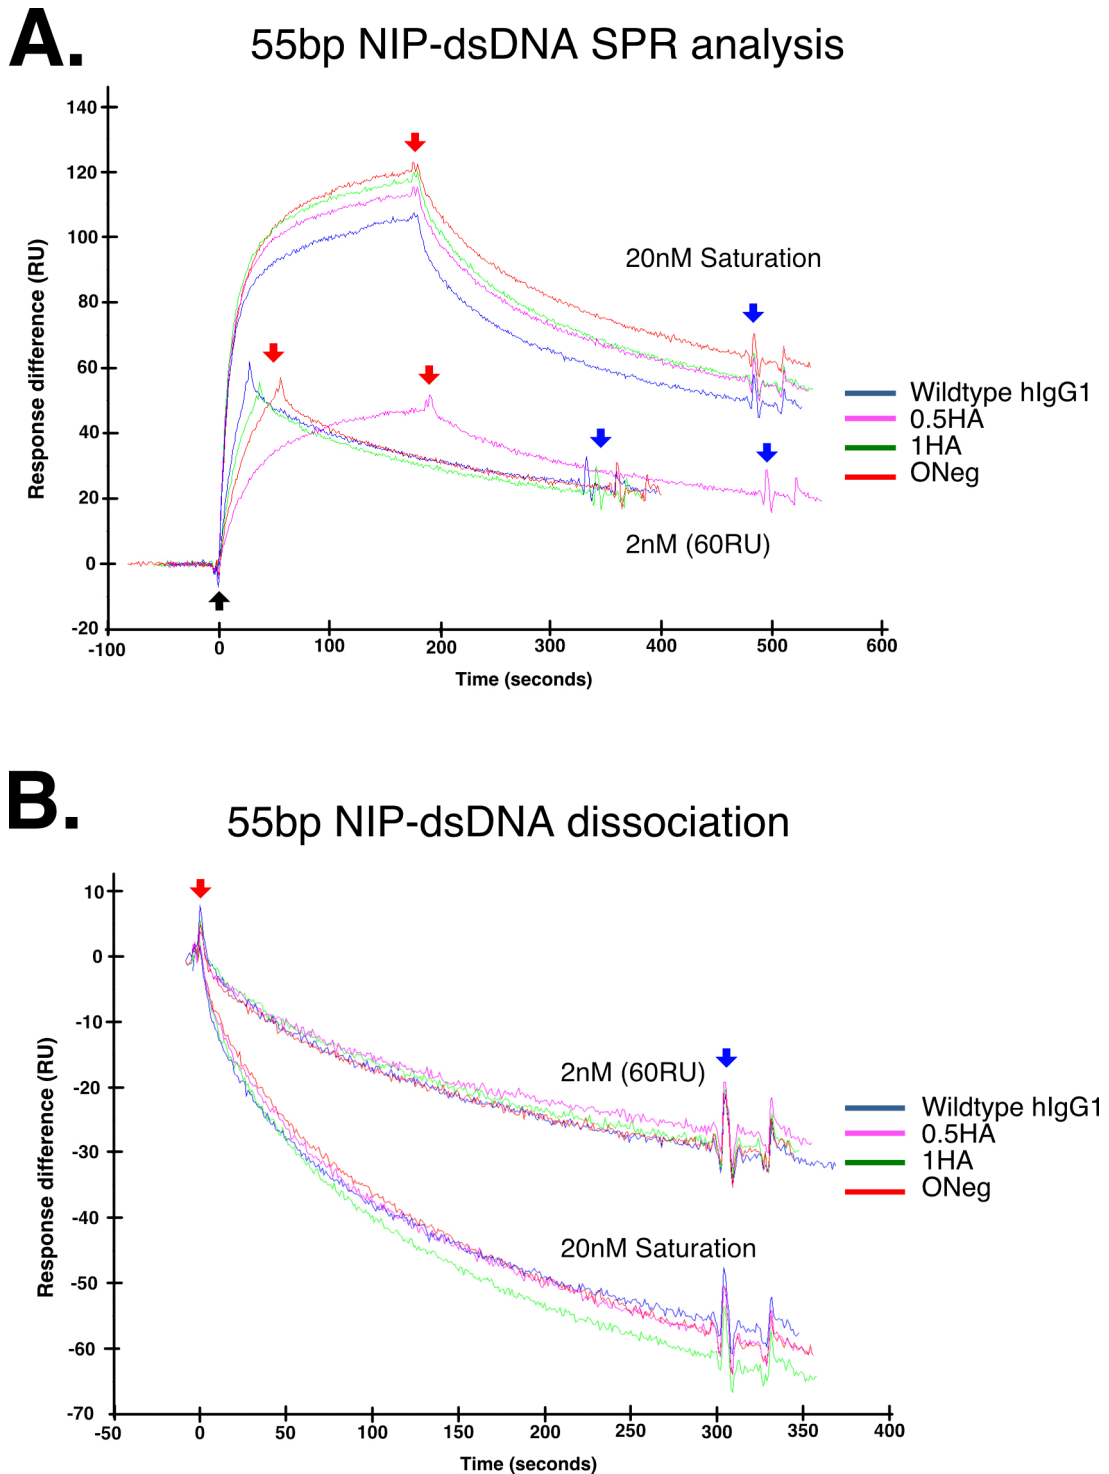 A.
55bp NIP-dsDNA SPR analysis
140
120
100
80
60
40
20
0
-20
Response difference (RU)
20nM Saturation
2nM (60RU)
Wildtype hIgG1
0.5HA
1HA
ONeg
-100 0 100 200 300 400 500 600
Time (seconds)
B.
55bp NIP-dsDNA dissociation
10
0
-10
-20
-30
-40
-50
-60
-70
Response difference (RU)
2nM (60RU)
20nM Saturation
Wildtype hIgG1
0.5HA
1HA
ONeg
-50 0 50 100 150 200 250 300 350 400
Time (seconds)